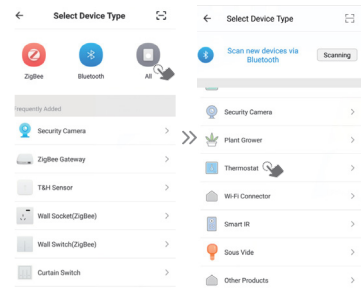 Select Device Type
ZigBee
Bluetooth
All
Frequently Added
Security Camera
ZigBee Gateway
T&H Sensor
Wall Socket(ZigBee)
Wall Switch(ZigBee)
Curtain Switch
Select Device Type
Scan new devices via
Bluetooth
Scanning
Security Camera
Plant Grower
Thermostat
Wi-Fi Connector
Smart IR
Sous Vide
Other Products